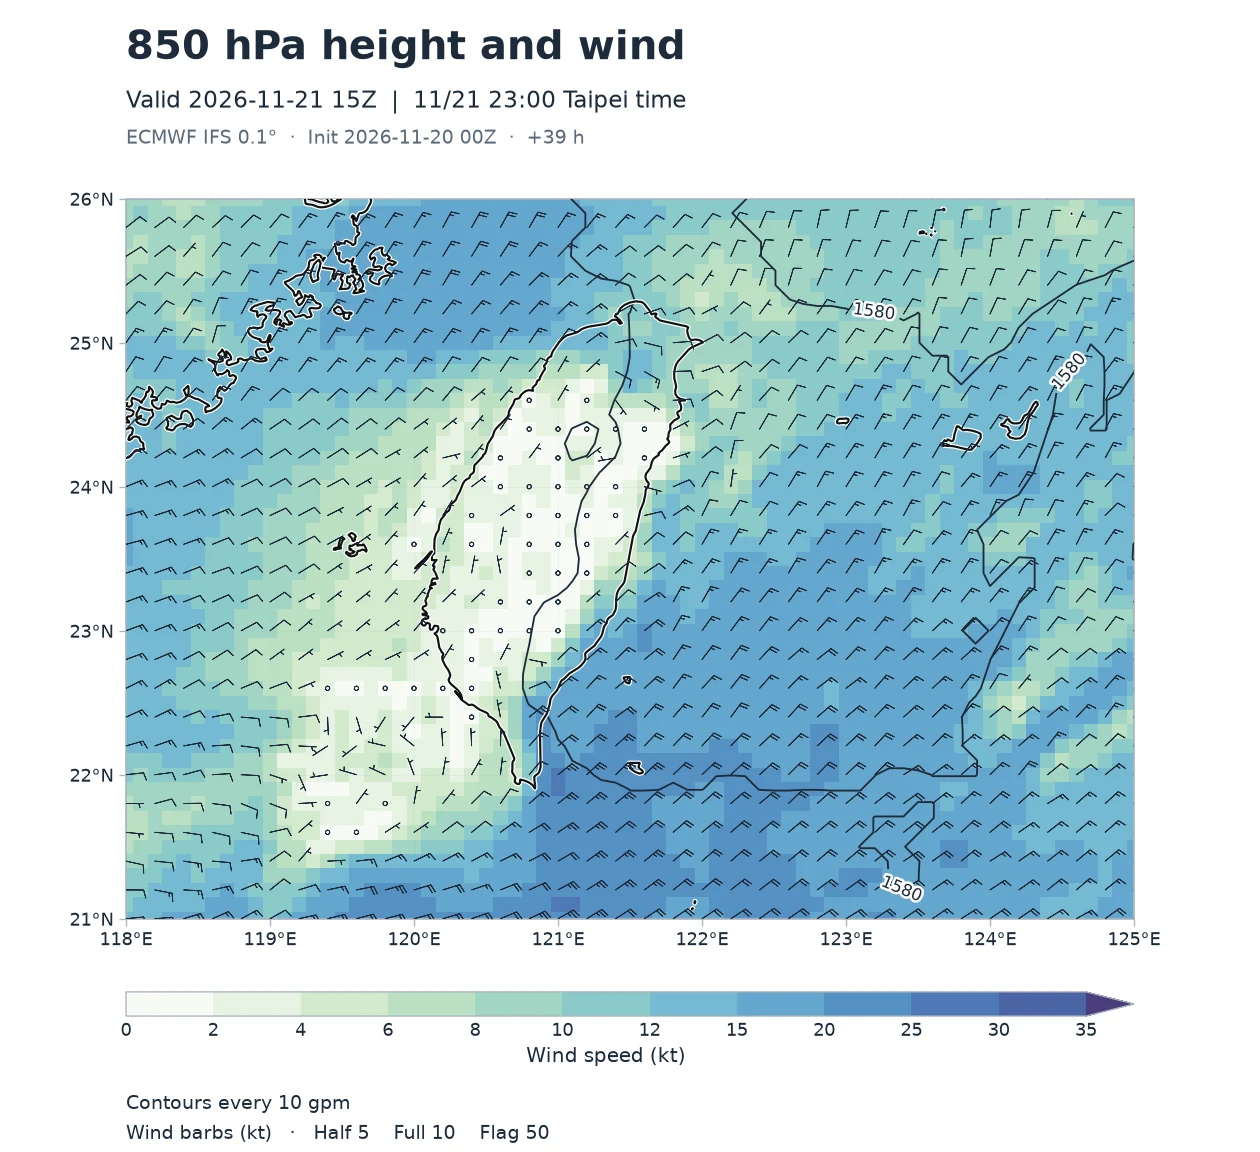 850 hPa height and wind
Valid 2026-11-21 15Z | 11/21 23:00 Taipei time
ECMWF IFS 0.1° · Init 2026-11-20 00Z · +39 h
26°N
25°N
24°N
23°N
22°N
21°N
1580
1580
1580
118°E 119°E 120°E 121°E 122°E 123°E 124°E 125°E
0 2 4 6 8 10 12 15 20 25 30 35
Wind speed (kt)
Contours every 10 gpm
Wind barbs (kt) · Half 5 Full 10 Flag 50